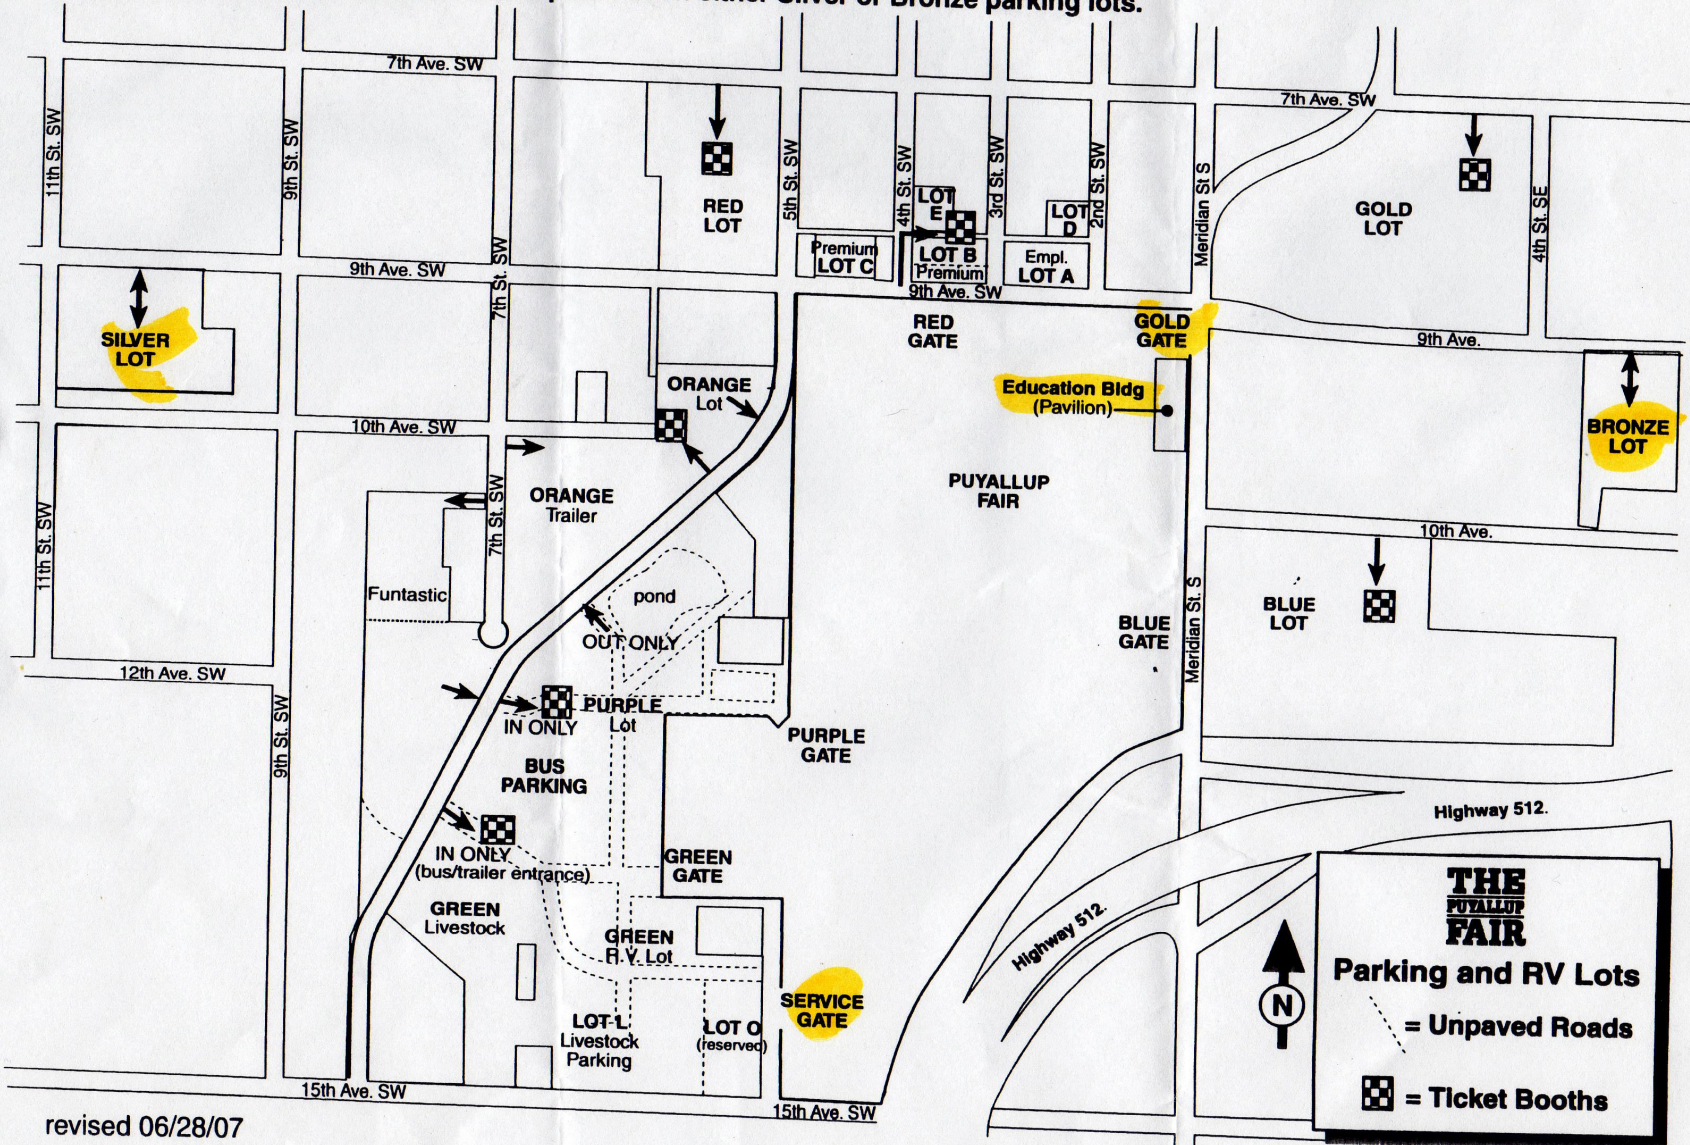 Silver or Bronze parking lots.
7th Ave. SW
7th Ave. SW
11th St. SW
9th St. SW
5th St. SW
4th St. SW
3rd St. SW
2nd St. SW
Meridian St S
4th St. SE
RED
LOT
LOT
E
LOT
D
GOLD
LOT
Premium
LOT C
LOT B
Premium
Empl.
LOT A
9th Ave. SW
7th St. SW
9th Ave. SW
SILVER
LOT
RED
GATE
GOLD
GATE
9th Ave.
ORANGE
Lot
Education Bldg
(Pavilion)
BRONZE
LOT
10th Ave. SW
PUYALLUP
FAIR
ORANGE
Trailer
7th St. SW
11th St. SW
10th Ave.
Funtastic
pond
OUT ONLY
BLUE
GATE
Meridian St. S
BLUE
LOT
12th Ave. SW
9th St. SW
IN ONLY
PURPLE
Lot
PURPLE
GATE
BUS
PARKING
Highway 512.
IN ONLY
(bus/trailer entrance)
GREEN
GATE
GREEN
Livestock
GREEN
R.V. Lot
Highway 512.
SERVICE
GATE
LOT L
Livestock
Parking
LOT O
(reserved)
15th Ave. SW
15th Ave. SW
THE
PUYALLUP
FAIR
Parking and RV Lots
N
= Unpaved Roads
= Ticket Booths
revised 06/28/07